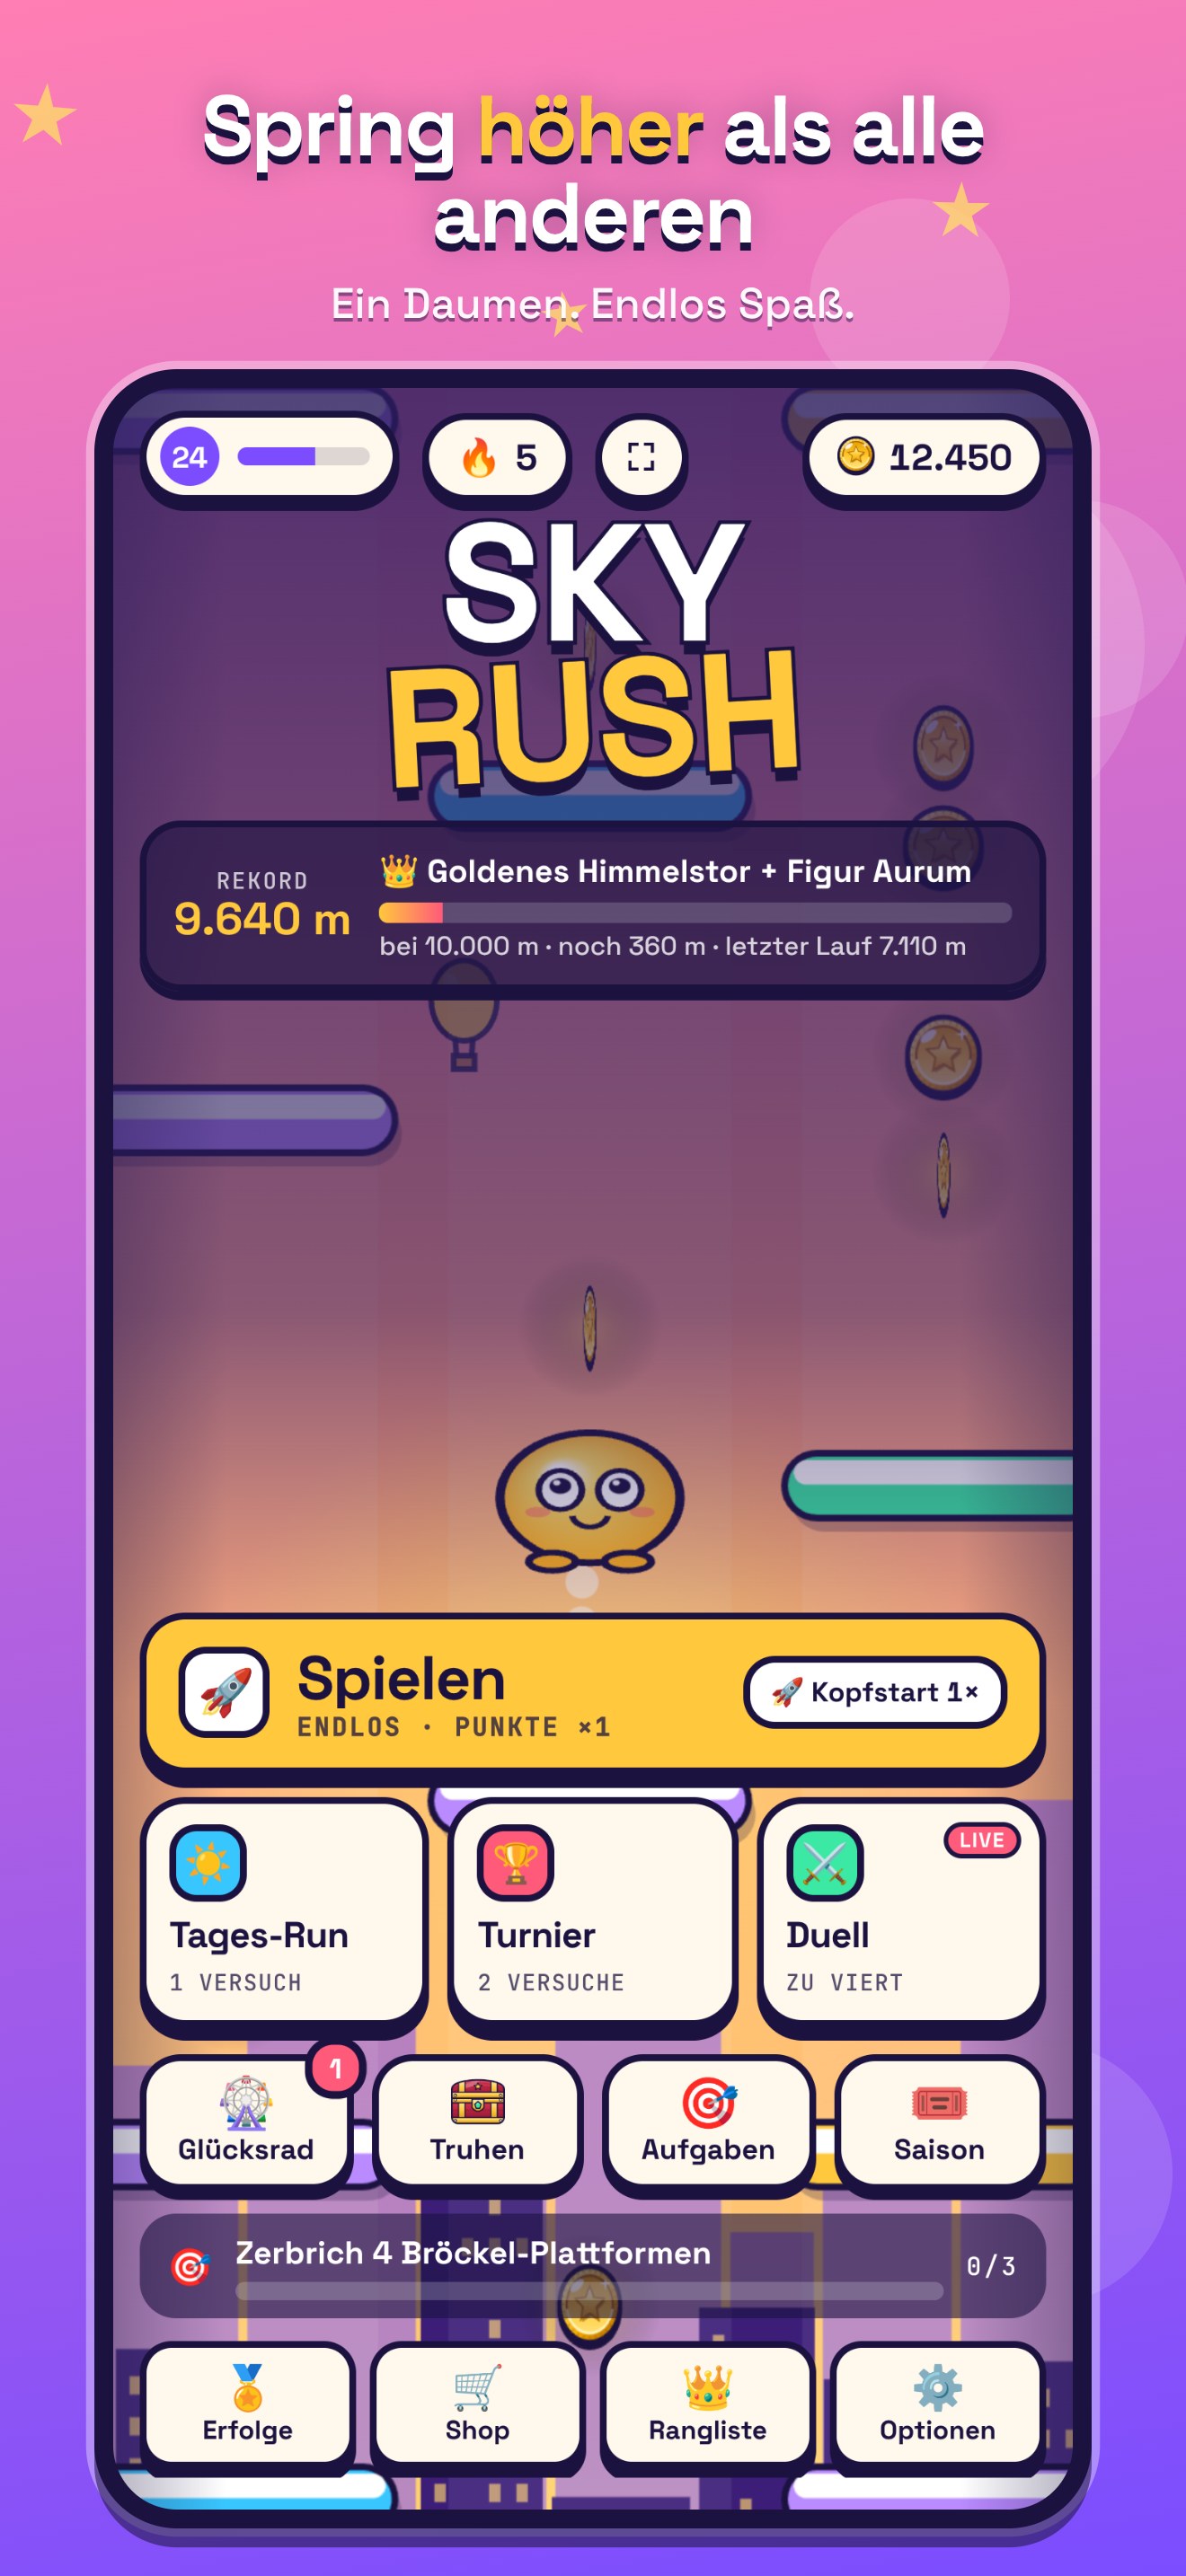 Spring höher als alle
anderen
Ein Daumen. Endlos Spaß.
24
5
12.450
SKY
RUSH
REKORD
9.640 m
Goldenes Himmelstor + Figur Aurum
bei 10.000 m · noch 360 m · letzter Lauf 7.110 m
Spielen
ENDLOS · PUNKTE ×1
Kopfstart 1×
LIVE
Tages-Run
1 VERSUCH
Turnier
2 VERSUCHE
Duell
ZU VIERT
1
Glücksrad
Truhen
Aufgaben
Saison
Zerbrich 4 Bröckel-Plattformen
0/3
Erfolge
Shop
Rangliste
Optionen